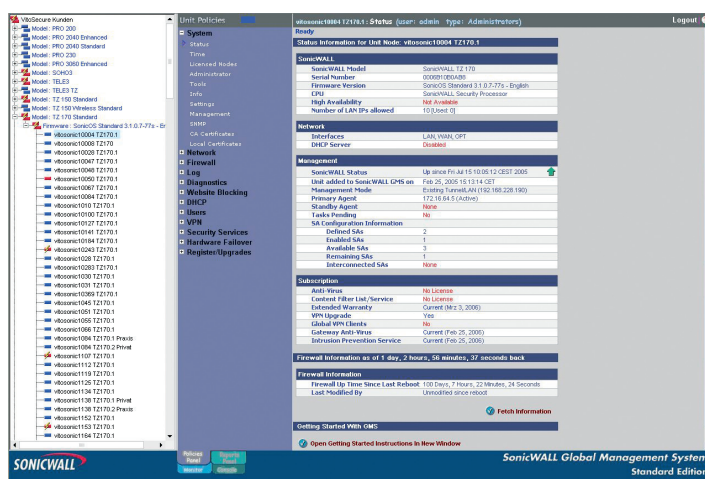 VitoSecure Kunden
Model : PRO 200
Model : PRO 2040 Enhanced
Model : PRO 2040 Standard
Model : PRO 230
Model : PRO 3060 Enhanced
Model : SOHO3
Model : TELE3
Model : TELE3 TZ
Model : TZ 150 Standard
Model : TZ 150 Wireless Standard
Model : TZ 170 Standard
Firmware : SonicOS Standard 3.1.0.7-77s - Er
vitosonic10004 TZ170.1
vitosonic10008 TZ170
vitosonic10026 TZ170.1
vitosonic10047 TZ170.1
vitosonic10048 TZ170.1
vitosonic10050 TZ170.1
vitosonic10067 TZ170.1
vitosonic10084 TZ170.1
vitosonic1010 TZ170.1
vitosonic10100 TZ170.1
vitosonic10127 TZ170.1
vitosonic10141 TZ170.1
vitosonic10184 TZ170.1
vitosonic10243 TZ170.1
vitosonic1028 TZ170.1
vitosonic10283 TZ170.1
vitosonic1030 TZ170.1
vitosonic1031 TZ170.1
vitosonic10369 TZ170.1
vitosonic1045 TZ170.1
vitosonic1051 TZ170.1
vitosonic1055 TZ170.1
vitosonic1066 TZ170.1
vitosonic1084 TZ170.1 Praxis
vitosonic1084 TZ170.2 Privat
vitosonic1107 TZ170.1
vitosonic1112 TZ170.1
vitosonic1119 TZ170.1
vitosonic1125 TZ170.1
vitosonic1134 TZ170.1
vitosonic1138 TZ170.1 Privat
vitosonic1138 TZ170.2 Praxis
vitosonic1152 TZ170.1
vitosonic1153 TZ170.1
vitosonic1184 TZ170.1
Unit Policies
System
Status
Time
Licensed Nodes
Administrator
Tools
Info
Settings
Management
SNMP
CA Certificates
Local Certificates
Network
Firewall
Log
Diagnostics
Website Blocking
DHCP
Users
VPN
Security Services
Hardware Failover
Register/Upgrades
vitosonic10004 TZ170.1: Status (user: admin type: Administrators)
Logout
Ready
Status Information for Unit Node: vitosonic10004 TZ170.1
SonicWALL
SonicWALL Model SonicWALL TZ 170
Serial Number 0006B10B0AB8
Firmware Version SonicOS Standard 3.1.0.7-77s - English
CPU SonicWALL Security Processor
High Availability Not Available
Number of LAN IPs allowed 10 [Used: 0]
Network
Interfaces LAN, WAN, OPT
DHCP Server Disabled
Management
SonicWALL Status Up since Fri Jul 15 10:05:12 CEST 2005
Unit added to SonicWALL GMS on Feb 25, 2005 15:13:14 CET
Management Mode Existing Tunnel/LAN (192.168.228.190)
Primary Agent 172.16.64.5 (Active)
Standby Agent None
Tasks Pending No
SA Configuration Information
Defined SAs 2
Enabled SAs 1
Available SAs 3
Remaining SAs 1
Interconnected SAs None
Subscription
Anti-Virus No License
Content Filter List/Service No License
Extended Warranty Current (Mrz 3, 2006)
VPN Upgrade Yes
Global VPN Clients No
Gateway Anti-Virus Current (Feb 25, 2006)
Intrusion Prevention Service Current (Feb 25, 2006)
Firewall Information as of 1 day, 2 hours, 56 minutes, 37 seconds back
Firewall Information
Firewall Up Time Since Last Reboot 100 Days, 7 Hours, 22 Minutes, 24 Seconds
Last Modified By Unmodified since reboot
Fetch Information
Getting Started With GMS
Open Getting Started Instructions In New Window
SONICWALL
Policies Panel
Reports Panel
Monitor
Console
SonicWALL Global Management System
Standard Edition